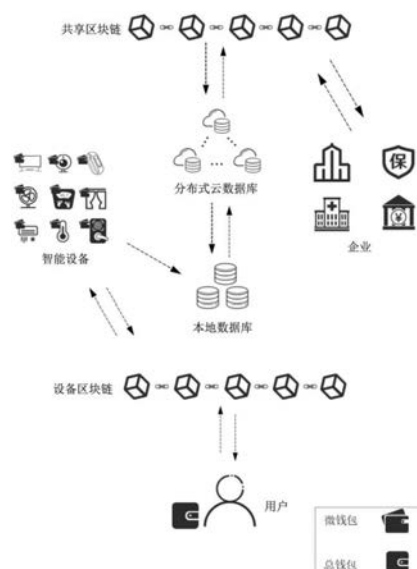 共享区块链
分布式云数据库
保
企业
智能设备
本地数据库
设备区块链
用户
微钱包
总钱包